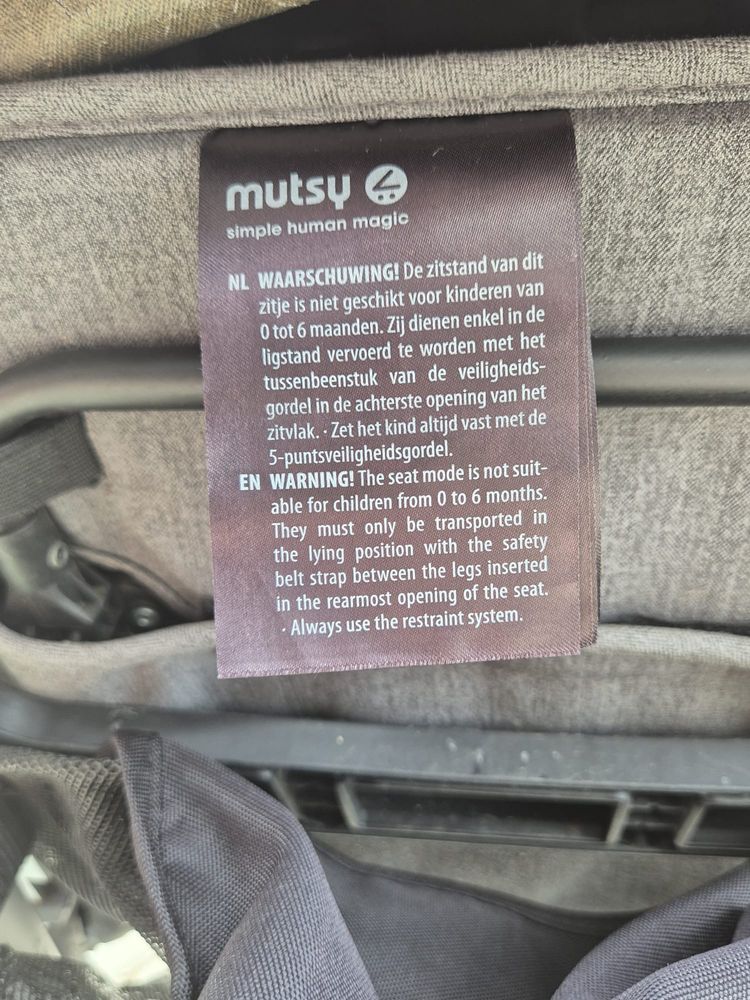 mutsy
simple human magic
NL WAARSCHUWING! De zitstand van dit
zitje is niet geschikt voor kinderen van
0 tot 6 maanden. Zij dienen enkel in de
ligstand vervoerd te worden met het
tussenbeenstuk van de veiligheids-
gordel in de achterste opening van het
zitvlak. · Zet het kind altijd vast met de
5-puntsveiligheidsgordel.
EN WARNING! The seat mode is not suit-
able for children from 0 to 6 months.
They must only be transported in
the lying position with the safety
belt strap between the legs inserted
in the rearmost opening of the seat.
· Always use the restraint system.